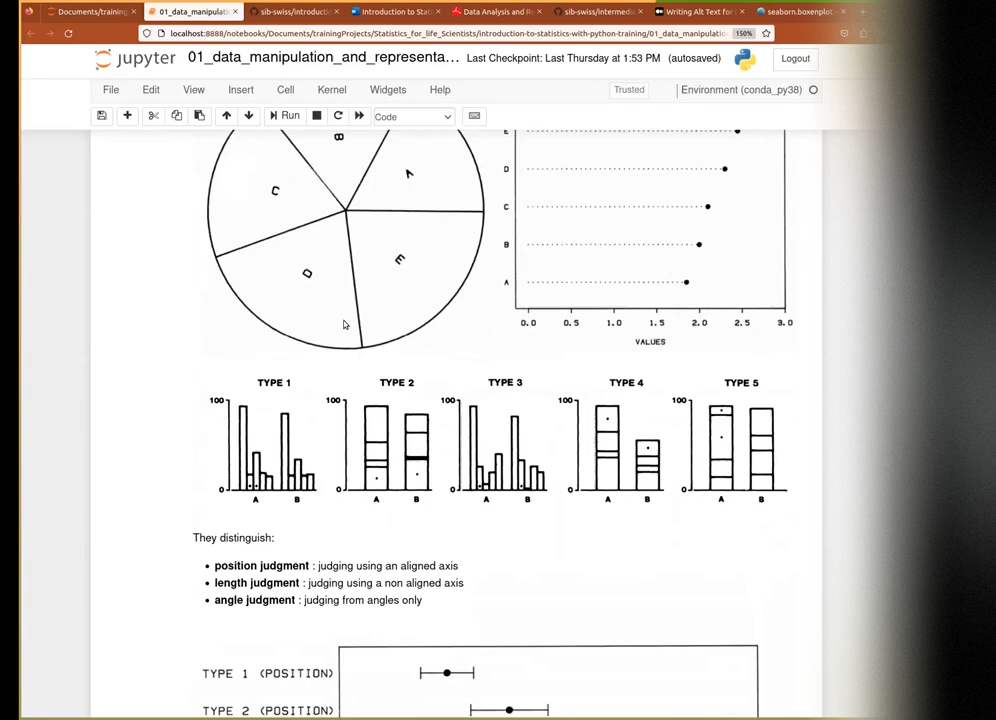 Documents/training
01_data_manipulati
sib-swiss/introducti
Introduction to Stat
Data Analysis and R
sib-swiss/intermedi
Writing Alt Text for
seaborn.boxenplot
localhost:8888/notebooks/Documents/trainingProjects/Statistics_for_life_Scientists/introduction-to-statistics-with-python-training/01_data_manipulation
150%
jupyter 01_data_manipulation_and_representa… Last Checkpoint: Last Thursday at 1:53 PM (autosaved)
Logout
File Edit View Insert Cell Kernel Widgets Help
Trusted
Environment (conda_py38)
Run
Code
B
A
C
D
E
E
D
C
B
A
0.0 0.5 1.0 1.5 2.0 2.5 3.0
VALUES
TYPE 1 TYPE 2 TYPE 3 TYPE 4 TYPE 5
100 100 100 100 100
0 0 0 0 0
A B A B A B A B A B
They distinguish:
position judgment : judging using an aligned axis
length judgment : judging using a non aligned axis
angle judgment : judging from angles only
TYPE 1 (POSITION)
TYPE 2 (POSITION)